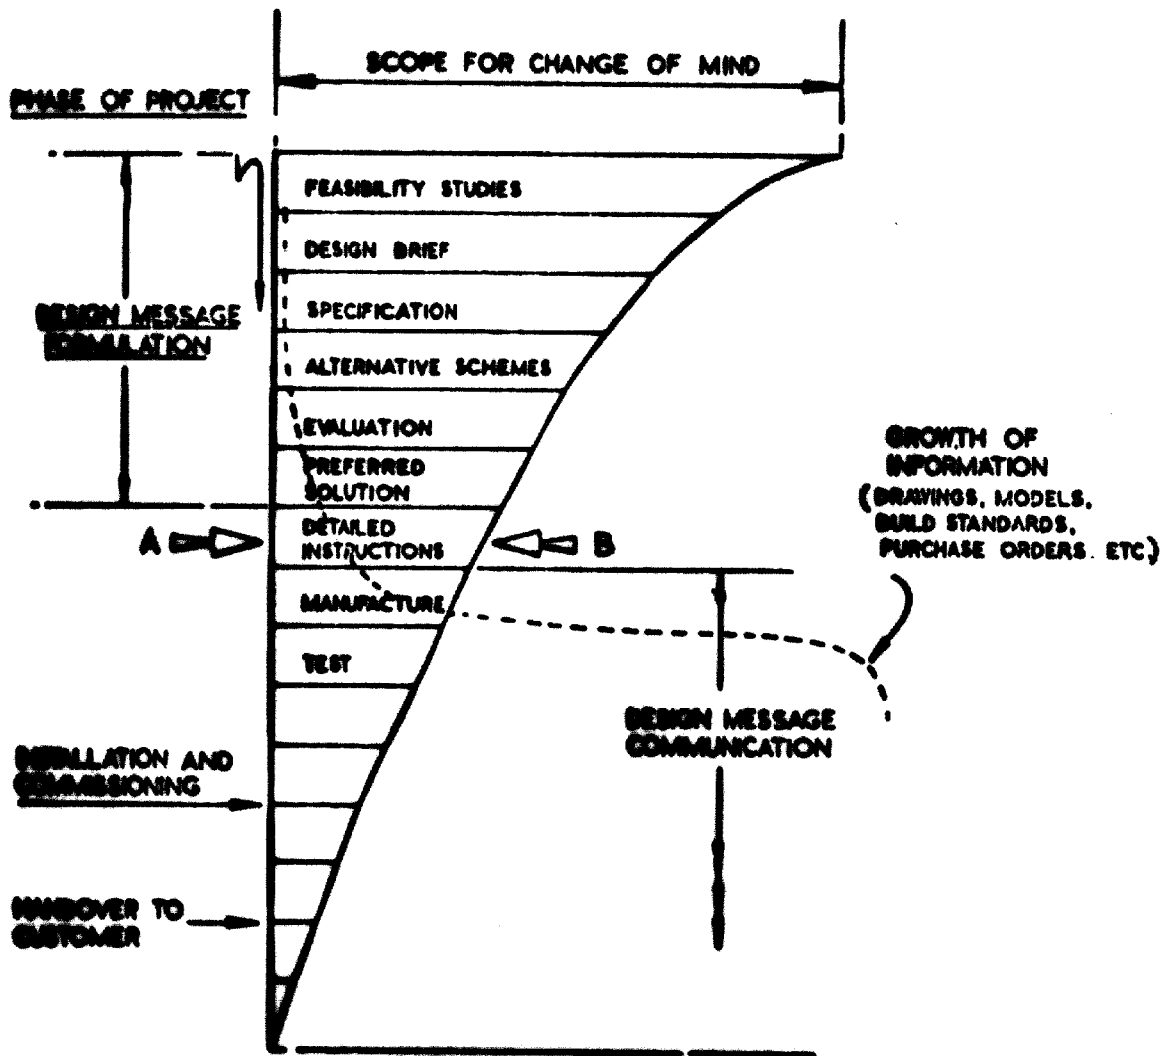 SCOPE FOR CHANGE OF MIND
PHASE OF PROJECT
FEASIBILITY STUDIES
DESIGN BRIEF
SPECIFICATION
DESIGN MESSAGE
FORMULATION
ALTERNATIVE SCHEMES
EVALUATION
PREFERRED
SOLUTION
GROWTH OF
INFORMATION
(DRAWINGS, MODELS,
BUILD STANDARDS,
PURCHASE ORDERS. ETC)
A
DETAILED
INSTRUCTIONS
B
MANUFACTURE
TEST
DESIGN MESSAGE
COMMUNICATION
INSTALLATION AND
COMMISSIONING
HANDOVER TO
CUSTOMER